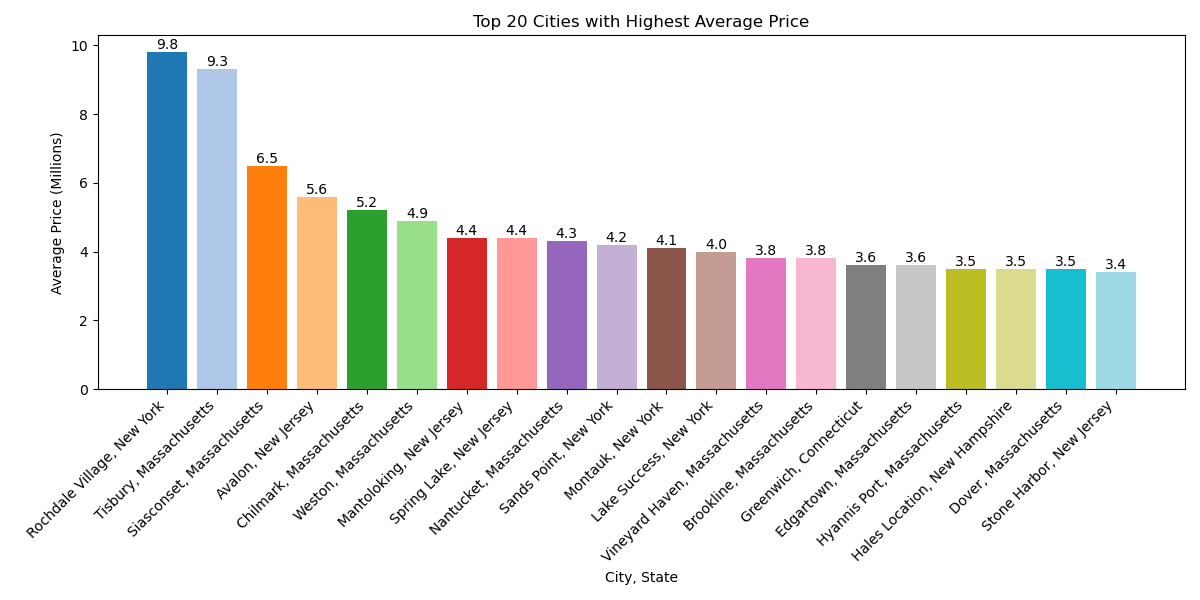 Top 20 Cities with Highest Average Price
Average Price (Millions)
10
8
6
4
2
0
9.8
9.3
6.5
5.6
5.2
4.9
4.4
4.4
4.3
4.2
4.1
4.0
3.8
3.8
3.6
3.6
3.5
3.5
3.5
3.4
Rochdale Village, New York
Tisbury, Massachusetts
Siasconset, Massachusetts
Avalon, New Jersey
Chilmark, Massachusetts
Weston, Massachusetts
Mantoloking, New Jersey
Spring Lake, New Jersey
Nantucket, Massachusetts
Sands Point, New York
Montauk, New York
Lake Success, New York
Vineyard Haven, Massachusetts
Brookline, Massachusetts
Greenwich, Connecticut
Edgartown, Massachusetts
Hyannis Port, Massachusetts
Hales Location, New Hampshire
Dover, Massachusetts
Stone Harbor, New Jersey
City, State